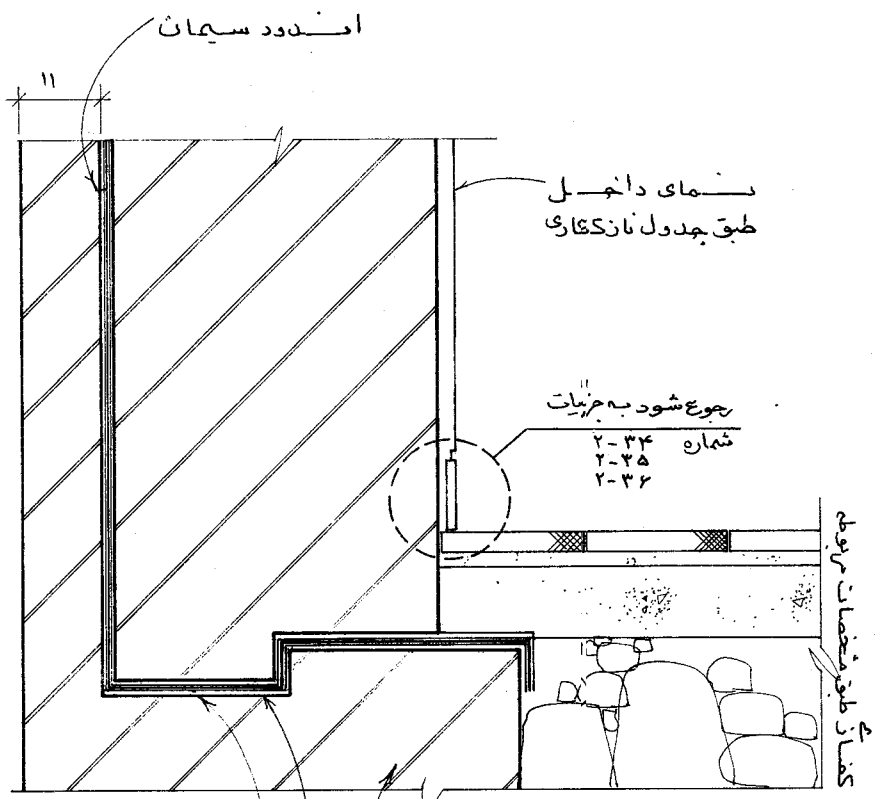 اندود سیمان
۱۱
نمای داخل
طبق جدول نازک‌کاری
رجوع شود به جزئیات
شماره ۳۴-۲
۳۵-۲
۳۶-۲
کفسازی طبق مشخصات مربوطه